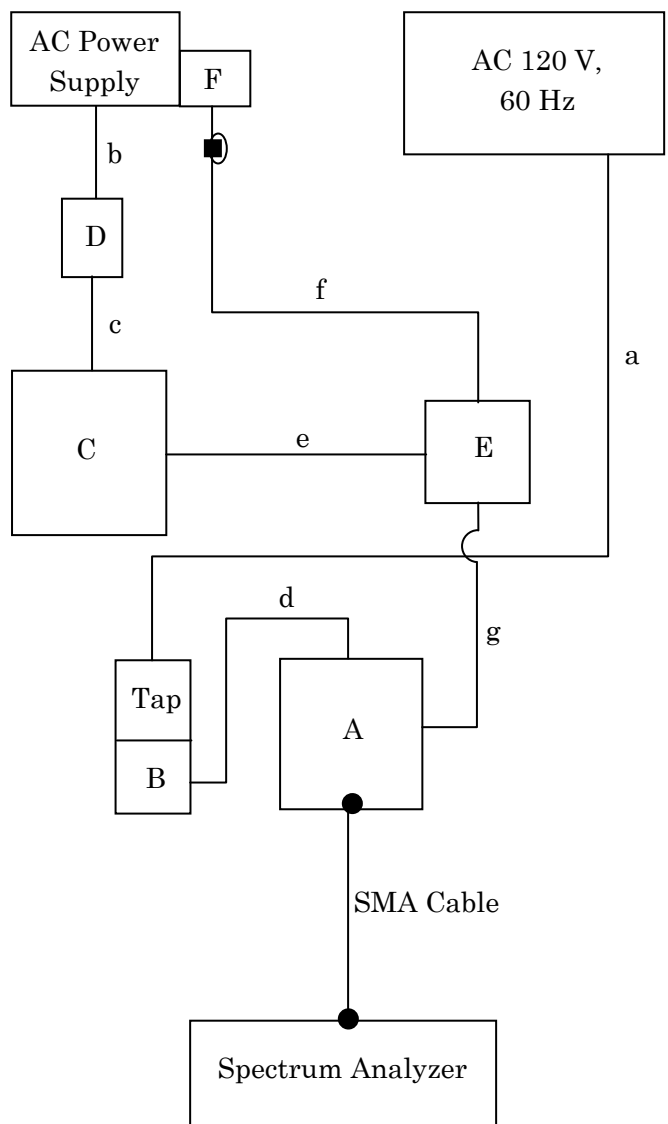 AC Power
Supply
F
AC 120 V,
60 Hz
b
D
f
c
a
C
e
E
d
g
Tap
A
B
SMA Cable
Spectrum Analyzer